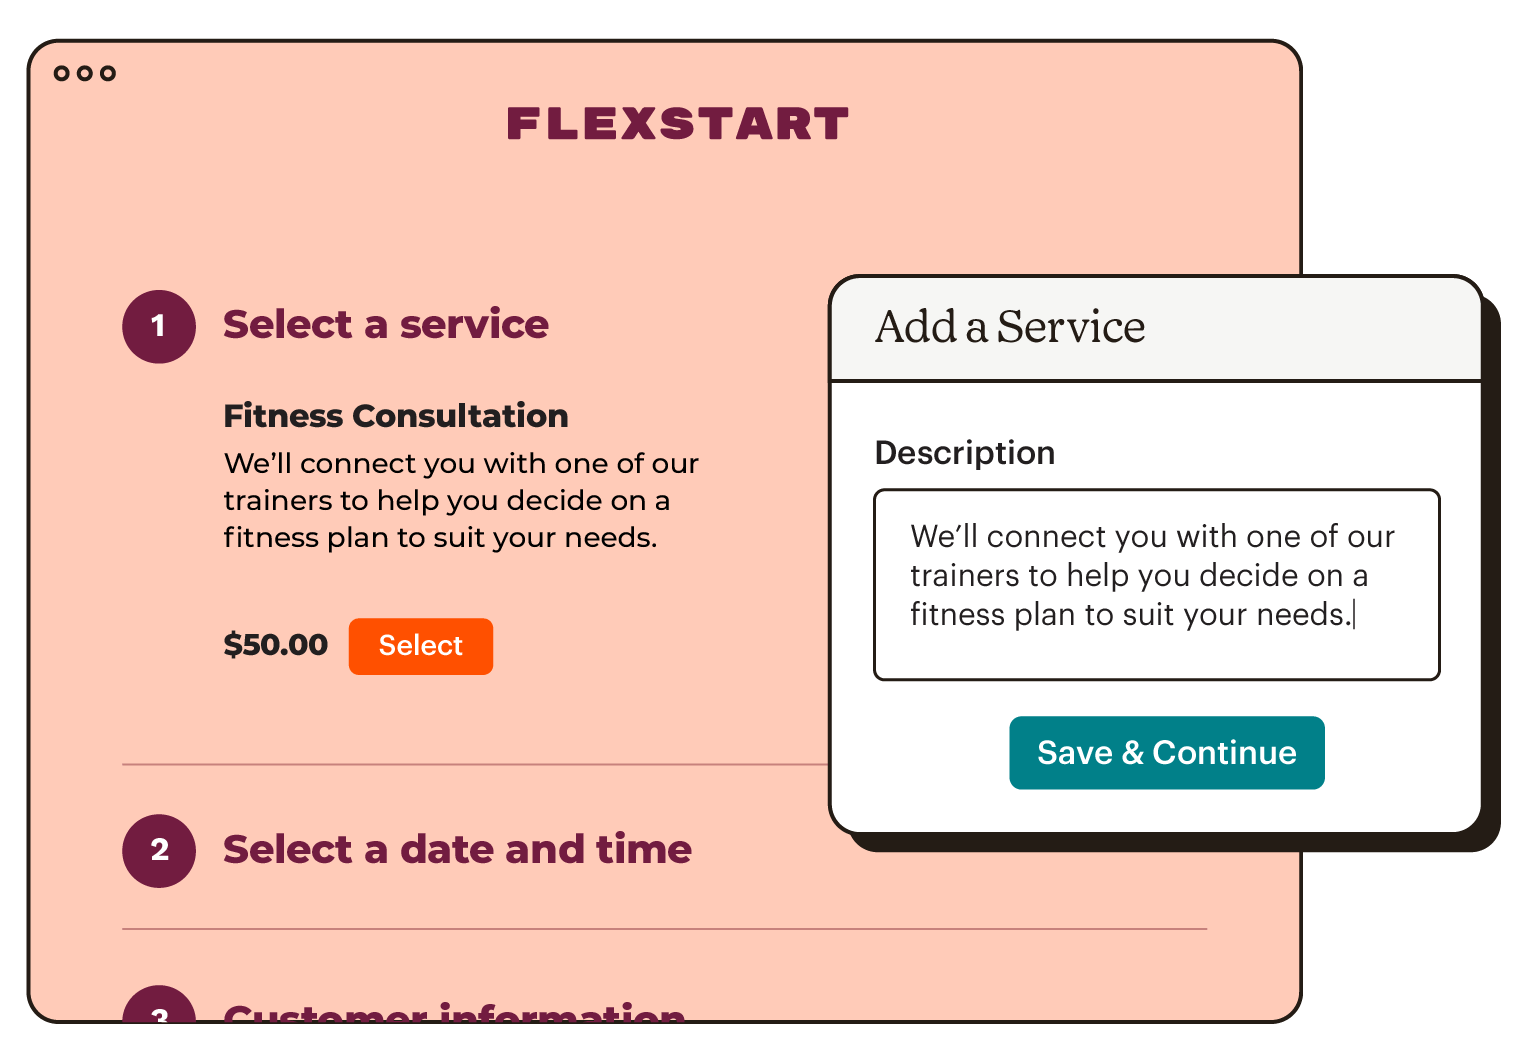 FLEXSTART
1
Select a service
Fitness Consultation
We’ll connect you with one of our
trainers to help you decide on a
fitness plan to suit your needs.
$50.00
Select
2
Select a date and time
3
Customer information
Add a Service
Description
We’ll connect you with one of our
trainers to help you decide on a
fitness plan to suit your needs.
Save & Continue